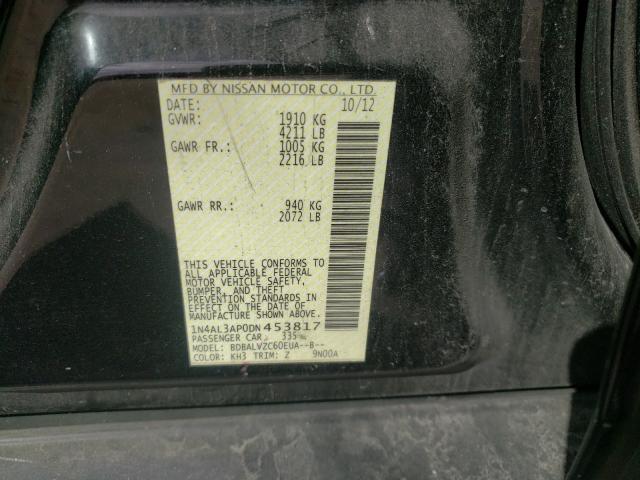 MFD BY NISSAN MOTOR CO., LTD.
DATE: 10/12
GVWR: 1910 KG
4211 LB
GAWR FR.: 1005 KG
2216 LB
GAWR RR.: 940 KG
2072 LB
THIS VEHICLE CONFORMS TO
ALL APPLICABLE FEDERAL
MOTOR VEHICLE SAFETY,
BUMPER, AND THEFT
PREVENTION STANDARDS IN
EFFECT ON THE DATE OF
MANUFACTURE SHOWN ABOVE.
1N4AL3AP0DN453817
PASSENGER CAR 335
MODEL: BDBALVZC60EUA--B--
COLOR: KH3 TRIM: Z 9N00A